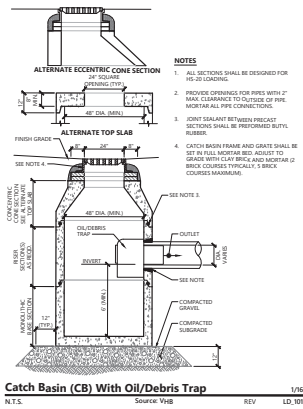 ALTERNATE ECCENTRIC CONE SECTION
24" SQUARE
OPENING (TYP.)
8"
MIN.
12"
48" DIA. (MIN.)
ALTERNATE TOP SLAB
FINISH GRADE
8"
24"
8"
SEE NOTE 4.
CONCENTRIC
CONE SECTION
SEE ALTERNATE
TOP SLAB
SEE NOTE 3.
48" DIA. (MIN.)
OIL/DEBRIS
TRAP
OUTLET
RISER
SECTION(S)
AS REQD.
INVERT
DIA.
VARIES
SEE NOTE
6' (MIN.)
MONOLITHIC
BASE SECTION
12"
(TYP.)
COMPACTED
GRAVEL
COMPACTED
SUBGRADE
12"
NOTES
1. ALL SECTIONS SHALL BE DESIGNED FOR
HS-20 LOADING.
2. PROVIDE OPENINGS FOR PIPES WITH 2"
MAX. CLEARANCE TO OUTSIDE OF PIPE.
MORTAR ALL PIPE CONNECTIONS.
3. JOINT SEALANT BETWEEN PRECAST
SECTIONS SHALL BE PREFORMED BUTYL
RUBBER.
4. CATCH BASIN FRAME AND GRATE SHALL BE
SET IN FULL MORTAR BED. ADJUST TO
GRADE WITH CLAY BRICK AND MORTAR (2
BRICK COURSES TYPICALLY, 5 BRICK
COURSES MAXIMUM).
Catch Basin (CB) With Oil/Debris Trap
1/16
N.T.S.
Source: VHB
REV
LD_101